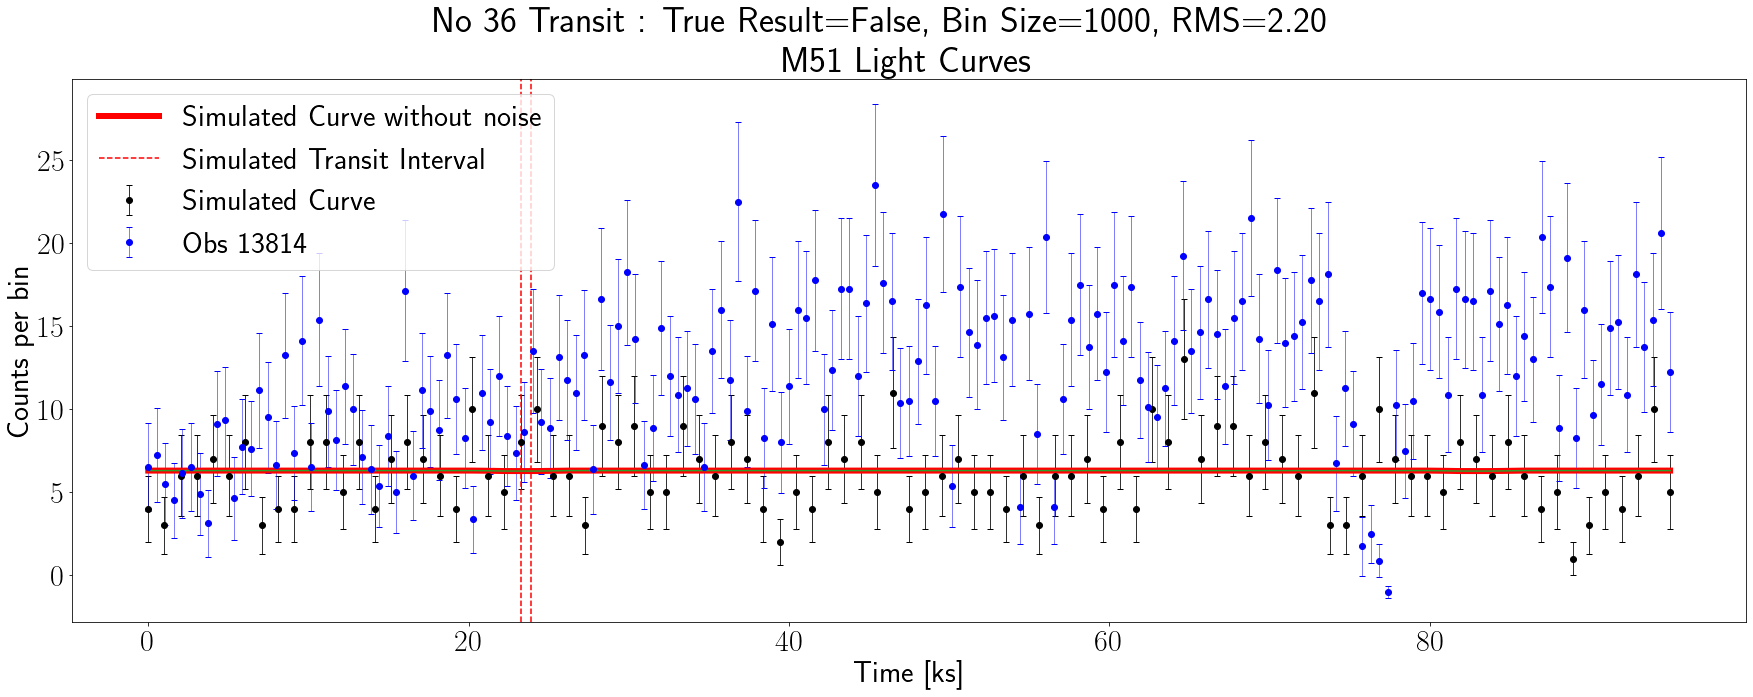 No 36 Transit : True Result=False, Bin Size=1000, RMS=2.20
M51 Light Curves
Simulated Curve without noise
Simulated Transit Interval
Simulated Curve
Obs 13814
Counts per bin
25
20
15
10
5
0
0 20 40 60 80
Time [ks]